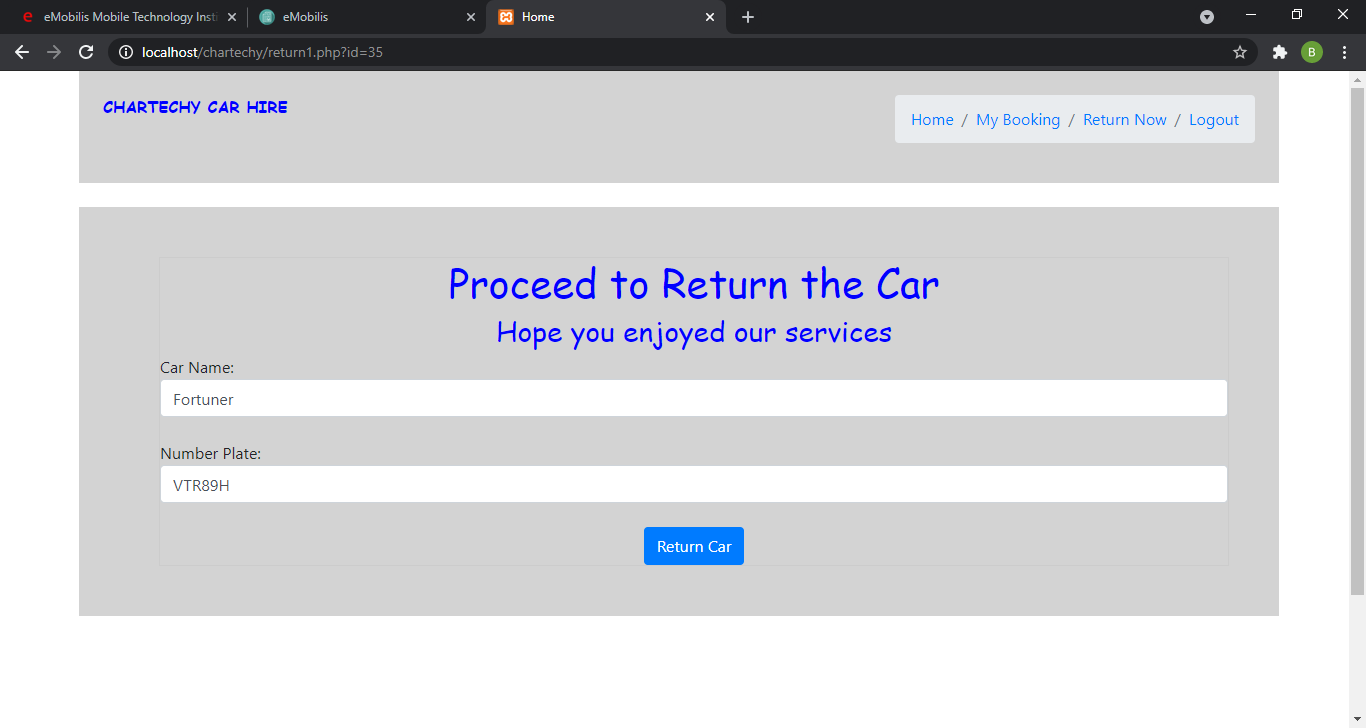 eMobilis Mobile Technology Insti
eMobilis
Home
localhost/chartechy/return1.php?id=35
B
CHARTECHY CAR HIRE
Home / My Booking / Return Now / Logout
Proceed to Return the Car
Hope you enjoyed our services
Car Name:
Fortuner
Number Plate:
VTR89H
Return Car